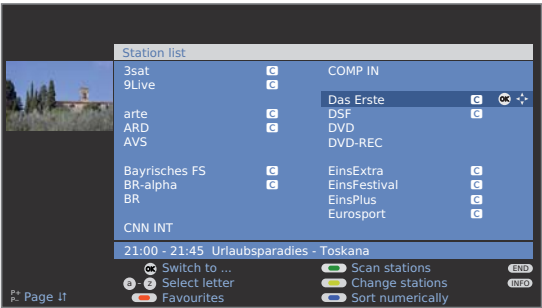 Station list
3sat C COMP IN
9Live C
Das Erste C OK
arte C DSF C
ARD C DVD
AVS DVD-REC
Bayrisches FS C EinsExtra C
BR-alpha C EinsFestival C
BR EinsPlus C
Eurosport C
CNN INT
21:00 - 21:45 Urlaubsparadies - Toskana
OK Switch to ... Scan stations END
a - z Select letter Change stations INFO
P+ P- Page Favourites Sort numerically